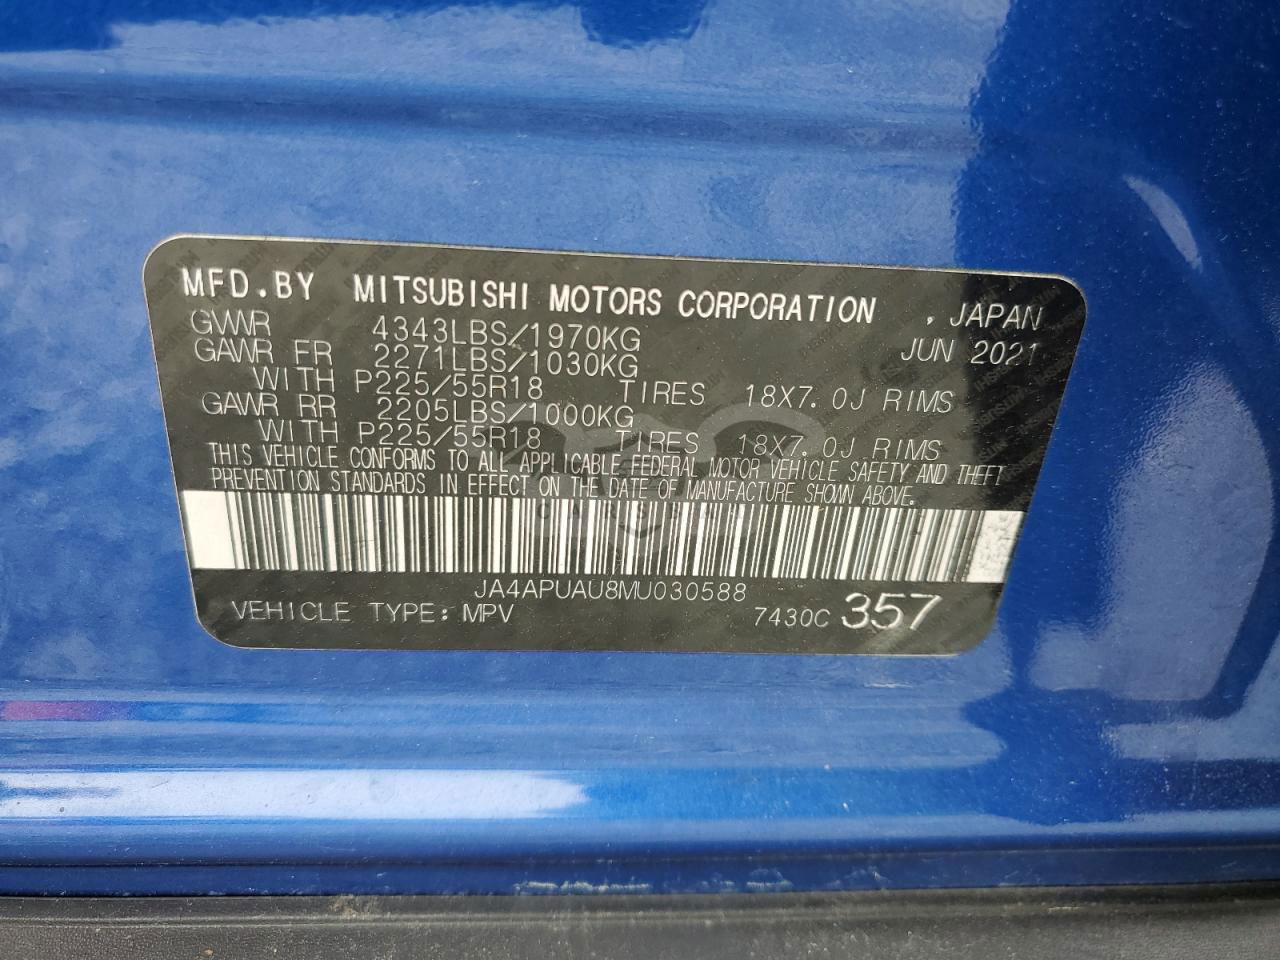 MFD.BY MITSUBISHI MOTORS CORPORATION , JAPAN
GVWR 4343LBS/1970KG JUN 2021
GAWR FR 2271LBS/1030KG
WITH P225/55R18 TIRES 18X7.0J RIMS
GAWR RR 2205LBS/1000KG
WITH P225/55R18 TIRES 18X7.0J RIMS
THIS VEHICLE CONFORMS TO ALL APPLICABLE FEDERAL MOTOR VEHICLE SAFETY AND THEFT
PREVENTION STANDARDS IN EFFECT ON THE DATE OF MANUFACTURE SHOWN ABOVE.
JA4APUAU8MU030588
VEHICLE TYPE: MPV 7430C 357